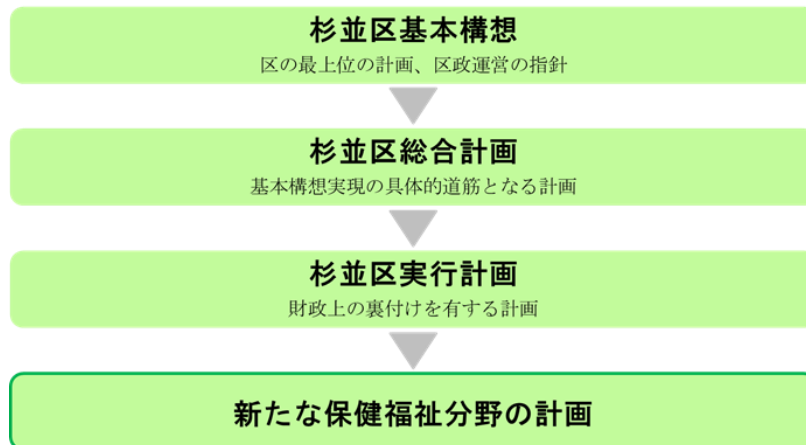 杉並区基本構想
区の最上位の計画、区政運営の指針
杉並区総合計画
基本構想実現の具体的道筋となる計画
杉並区実行計画
財政上の裏付けを有する計画
新たな保健福祉分野の計画